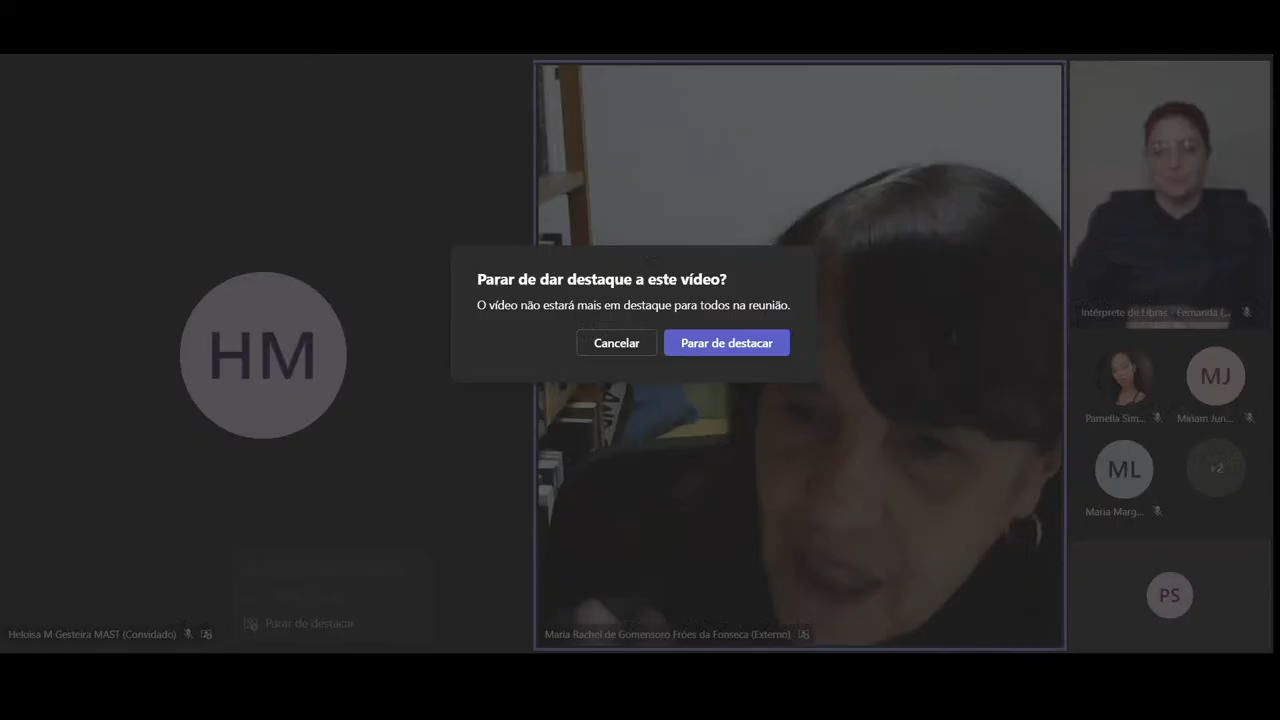 Parar de dar destaque a este vídeo?
O vídeo não estará mais em destaque para todos na reunião.
Cancelar
Parar de destacar
HM
Parar de destacar
Heloisa M Gesteira MAST (Convidado)
Maria Rachel de Gomensoro Fróes da Fonseca (Externo)
Intérprete de Libras - Fernanda (...
Pamella Sim...
MJ
Miriam Jun...
ML
Maria Marg...
+2
PS